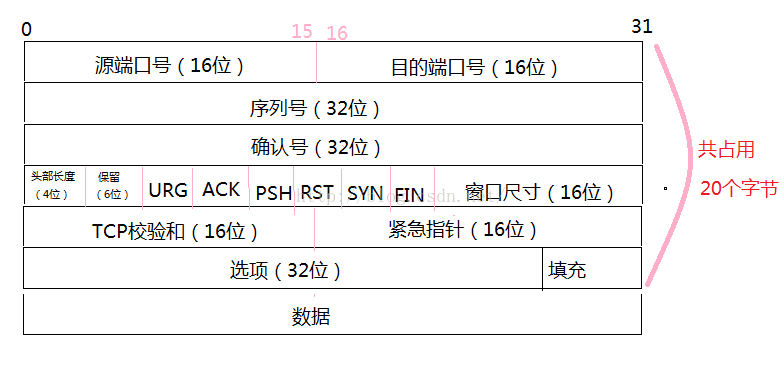 0 15 16 31
源端口号（16位） 目的端口号（16位）
序列号（32位）
确认号（32位）
共占用
20个字节
头部长度
（4位）
保留
（6位）
URG ACK PSH RST SYN FIN 窗口尺寸（16位）
TCP校验和（16位） 紧急指针（16位）
选项（32位） 填充
数据